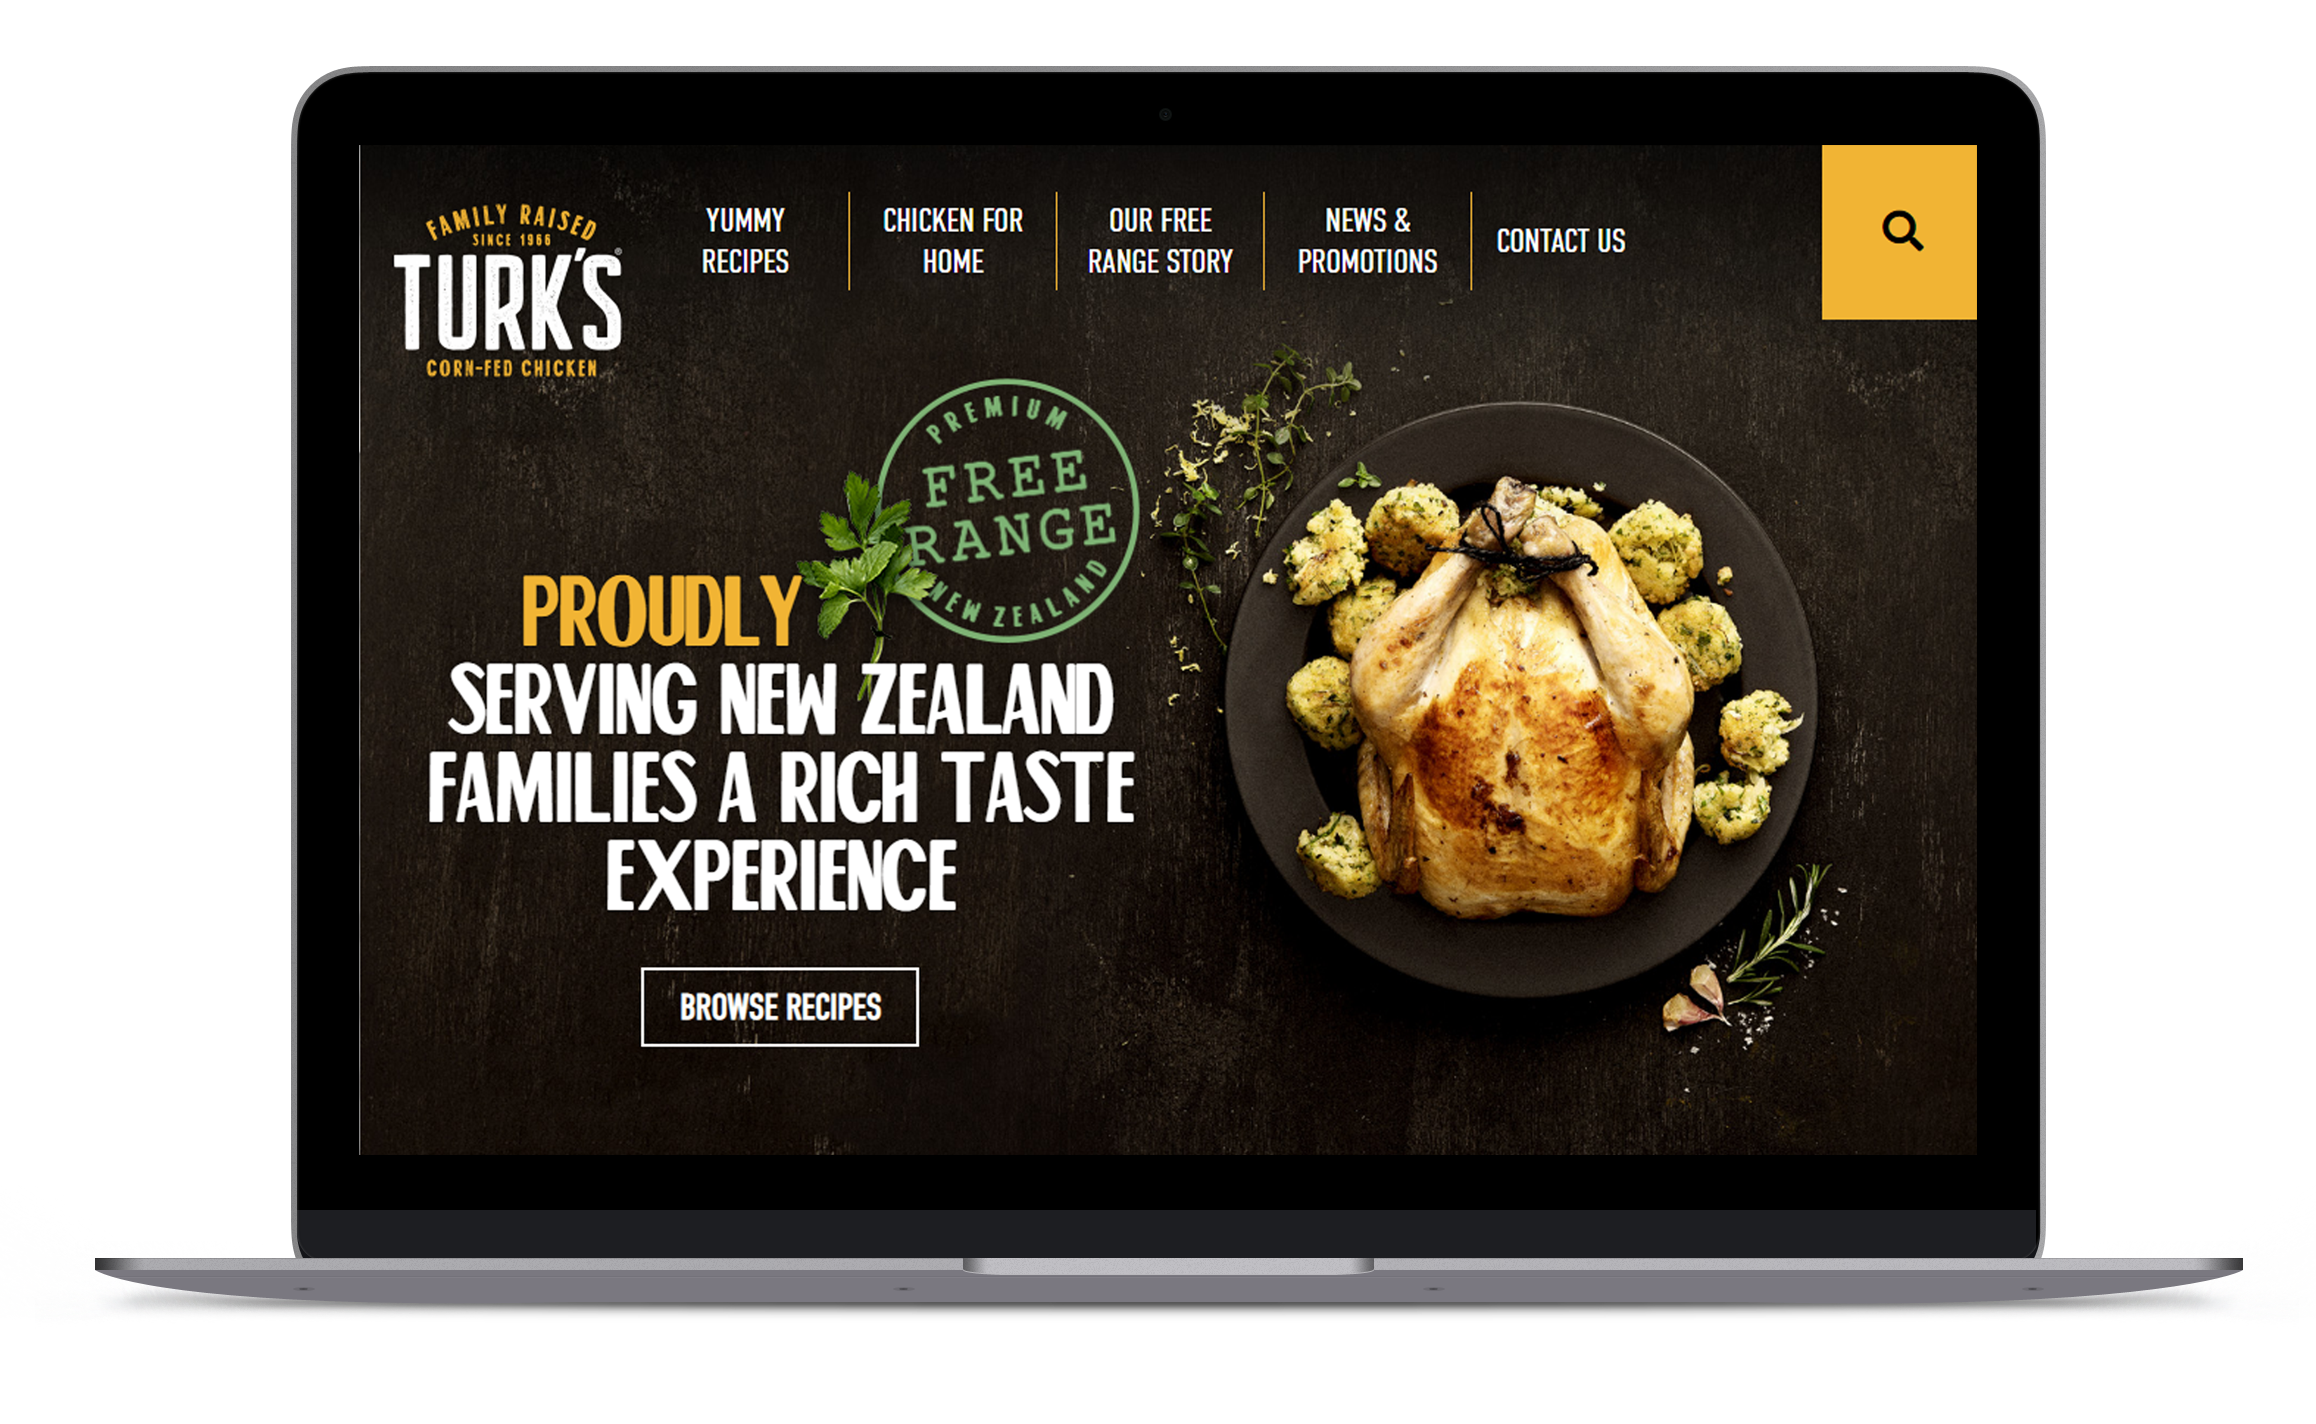 FAMILY RAISED
SINCE 1966
TURK'S®
CORN-FED CHICKEN
YUMMY
RECIPES
CHICKEN FOR
HOME
OUR FREE
RANGE STORY
NEWS &
PROMOTIONS
CONTACT US
PREMIUM
FREE
RANGE
NEW ZEALAND
PROUDLY
SERVING NEW ZEALAND
FAMILIES A RICH TASTE
EXPERIENCE
BROWSE RECIPES